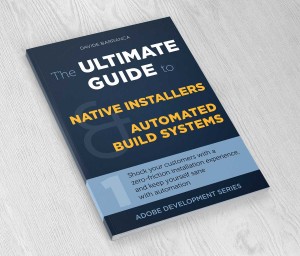 DAVIDE BARRANCA
The ULTIMATE
GUIDE to
&
NATIVE INSTALLERS
AUTOMATED
BUILD SYSTEMS
1
Shock your customers with a
zero-friction installation experience,
and keep yourself sane
with automation
ADOBE DEVELOPMENT SERIES